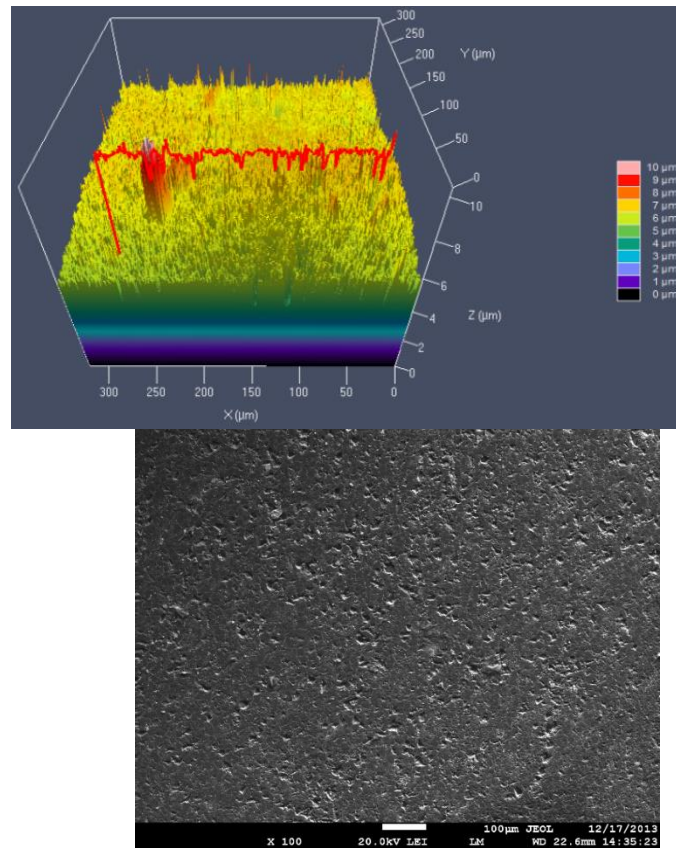 300
250
200
150
100
50
0
Y (µm)
10
8
6
4
2
0
Z (µm)
300 250 200 150 100 50 0
X (µm)
10 µm
9 µm
8 µm
7 µm
6 µm
5 µm
4 µm
3 µm
2 µm
1 µm
0 µm
100µm JEOL 12/17/2013
X 100 20.0kV LEI LM WD 22.6mm 14:35:23